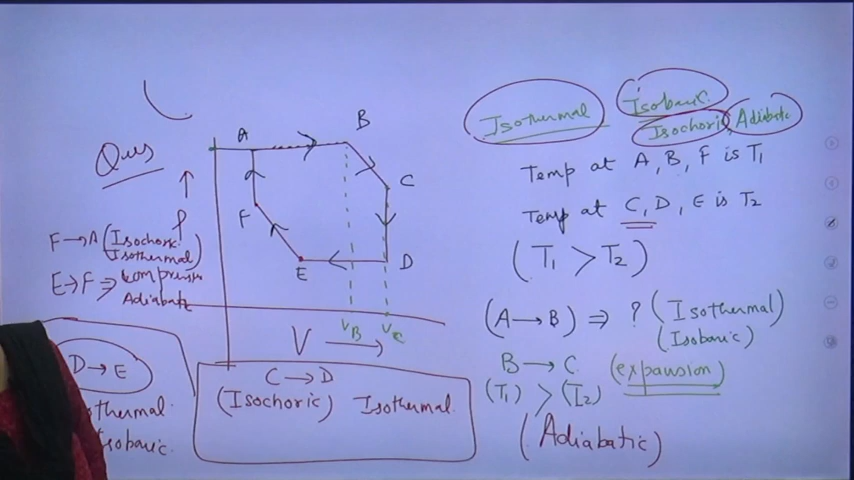 Ques
A
B
C
D
E
F
P
V
V_B
V_C
F → A (Isochoric
Isothermal)
E → F ⇒ Compression
Adiabatic
D → E
othermal
sobaric
C → D
(Isochoric) Isothermal
Isothermal
Isobaric
Isochoric, Adiabatic
Temp at A, B, F is T₁
Temp at C, D, E is T₂
(T₁ > T₂)
(A → B) ⇒ ? (Isothermal)
(Isobaric)
B → C (expansion)
(T₁) > (T₂)
(Adiabatic)